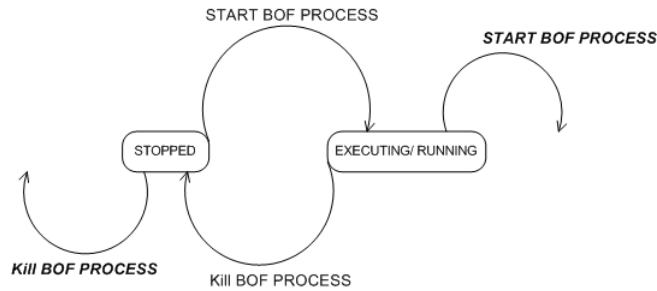 START BOF PROCESS
START BOF PROCESS
STOPPED
EXECUTING/ RUNNING
Kill BOF PROCESS
Kill BOF PROCESS